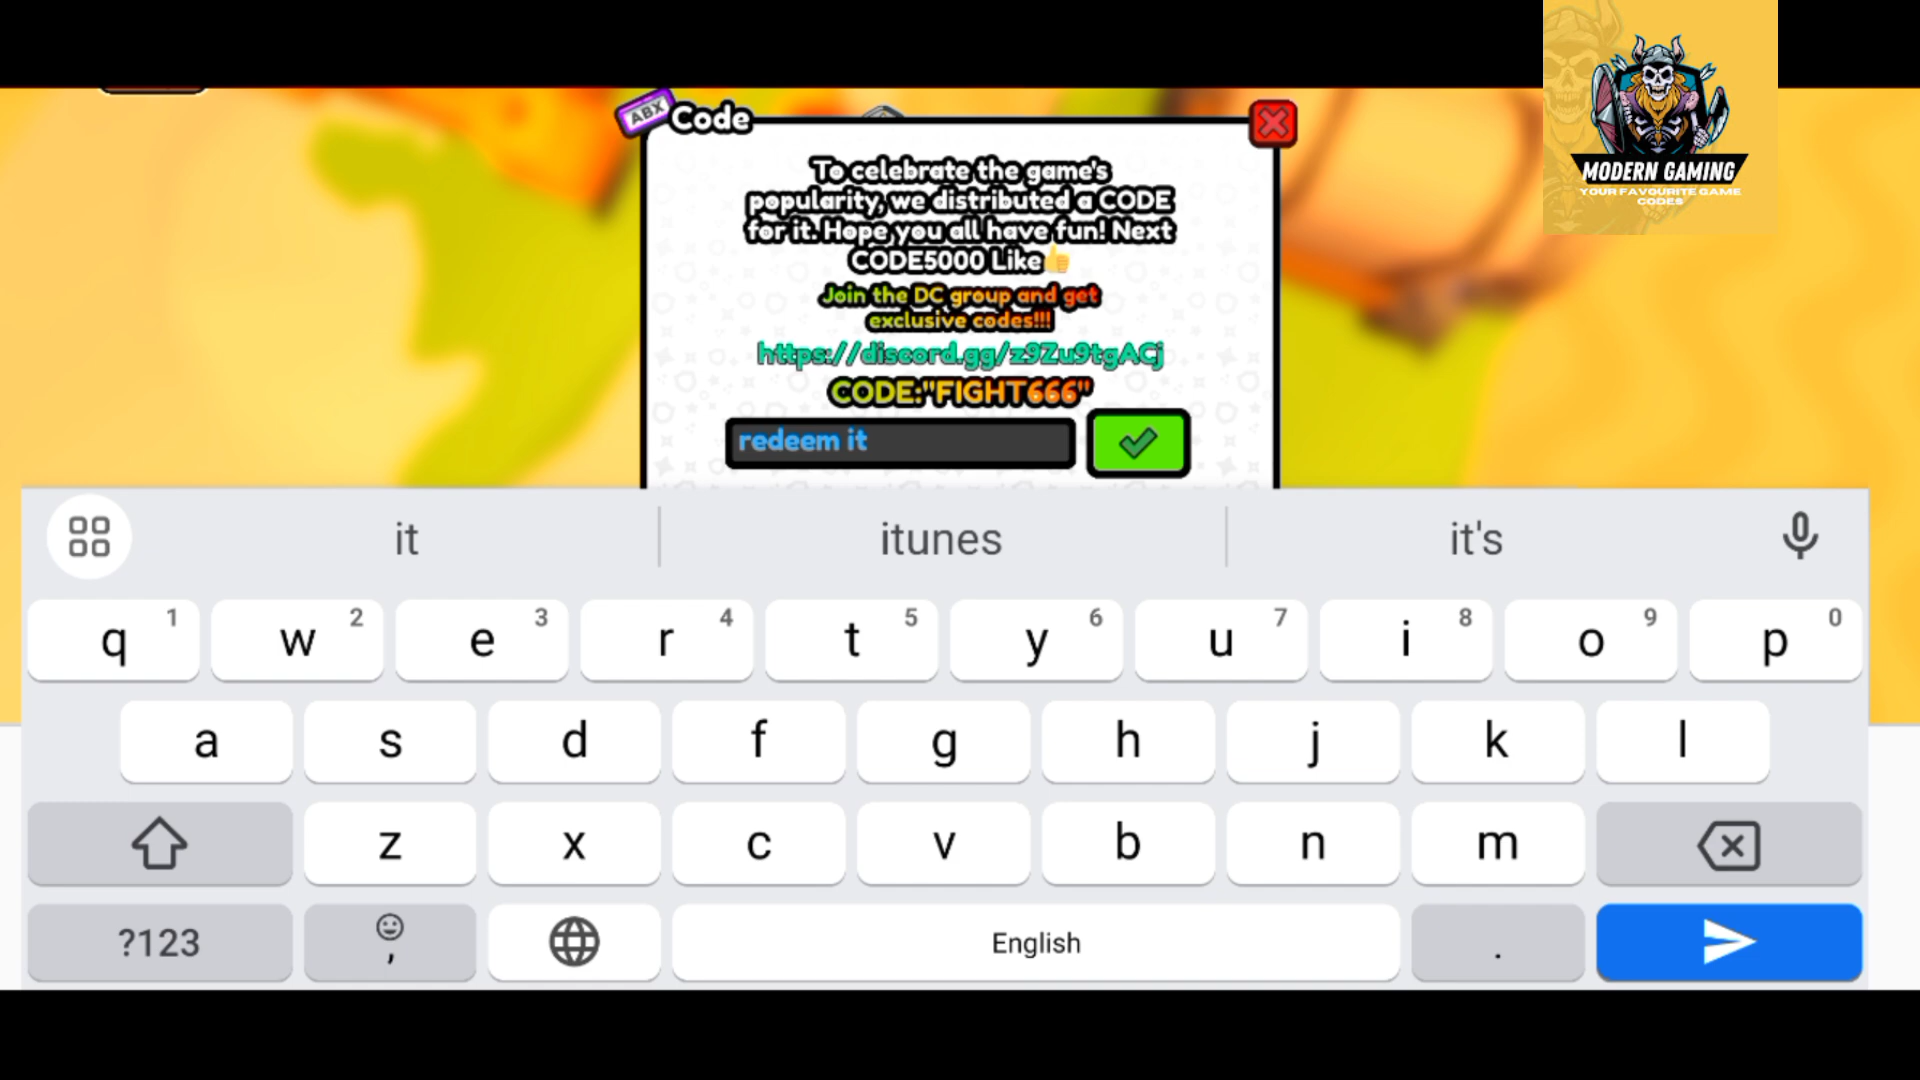 ABX
Code
To celebrate the game's
popularity, we distributed a CODE
for it. Hope you all have fun! Next
CODE5000 Like👍
Join the DC group and get
exclusive codes!!!
https://discord.gg/z9Zu9tgACj
CODE:"FIGHT666"
redeem it
MODERN GAMING
YOUR FAVOURITE GAME
CODES
it itunes it's
q 1 w 2 e 3 r 4 t 5 y 6 u 7 i 8 o 9 p 0
a s d f g h j k l
z x c v b n m
?123 , English .